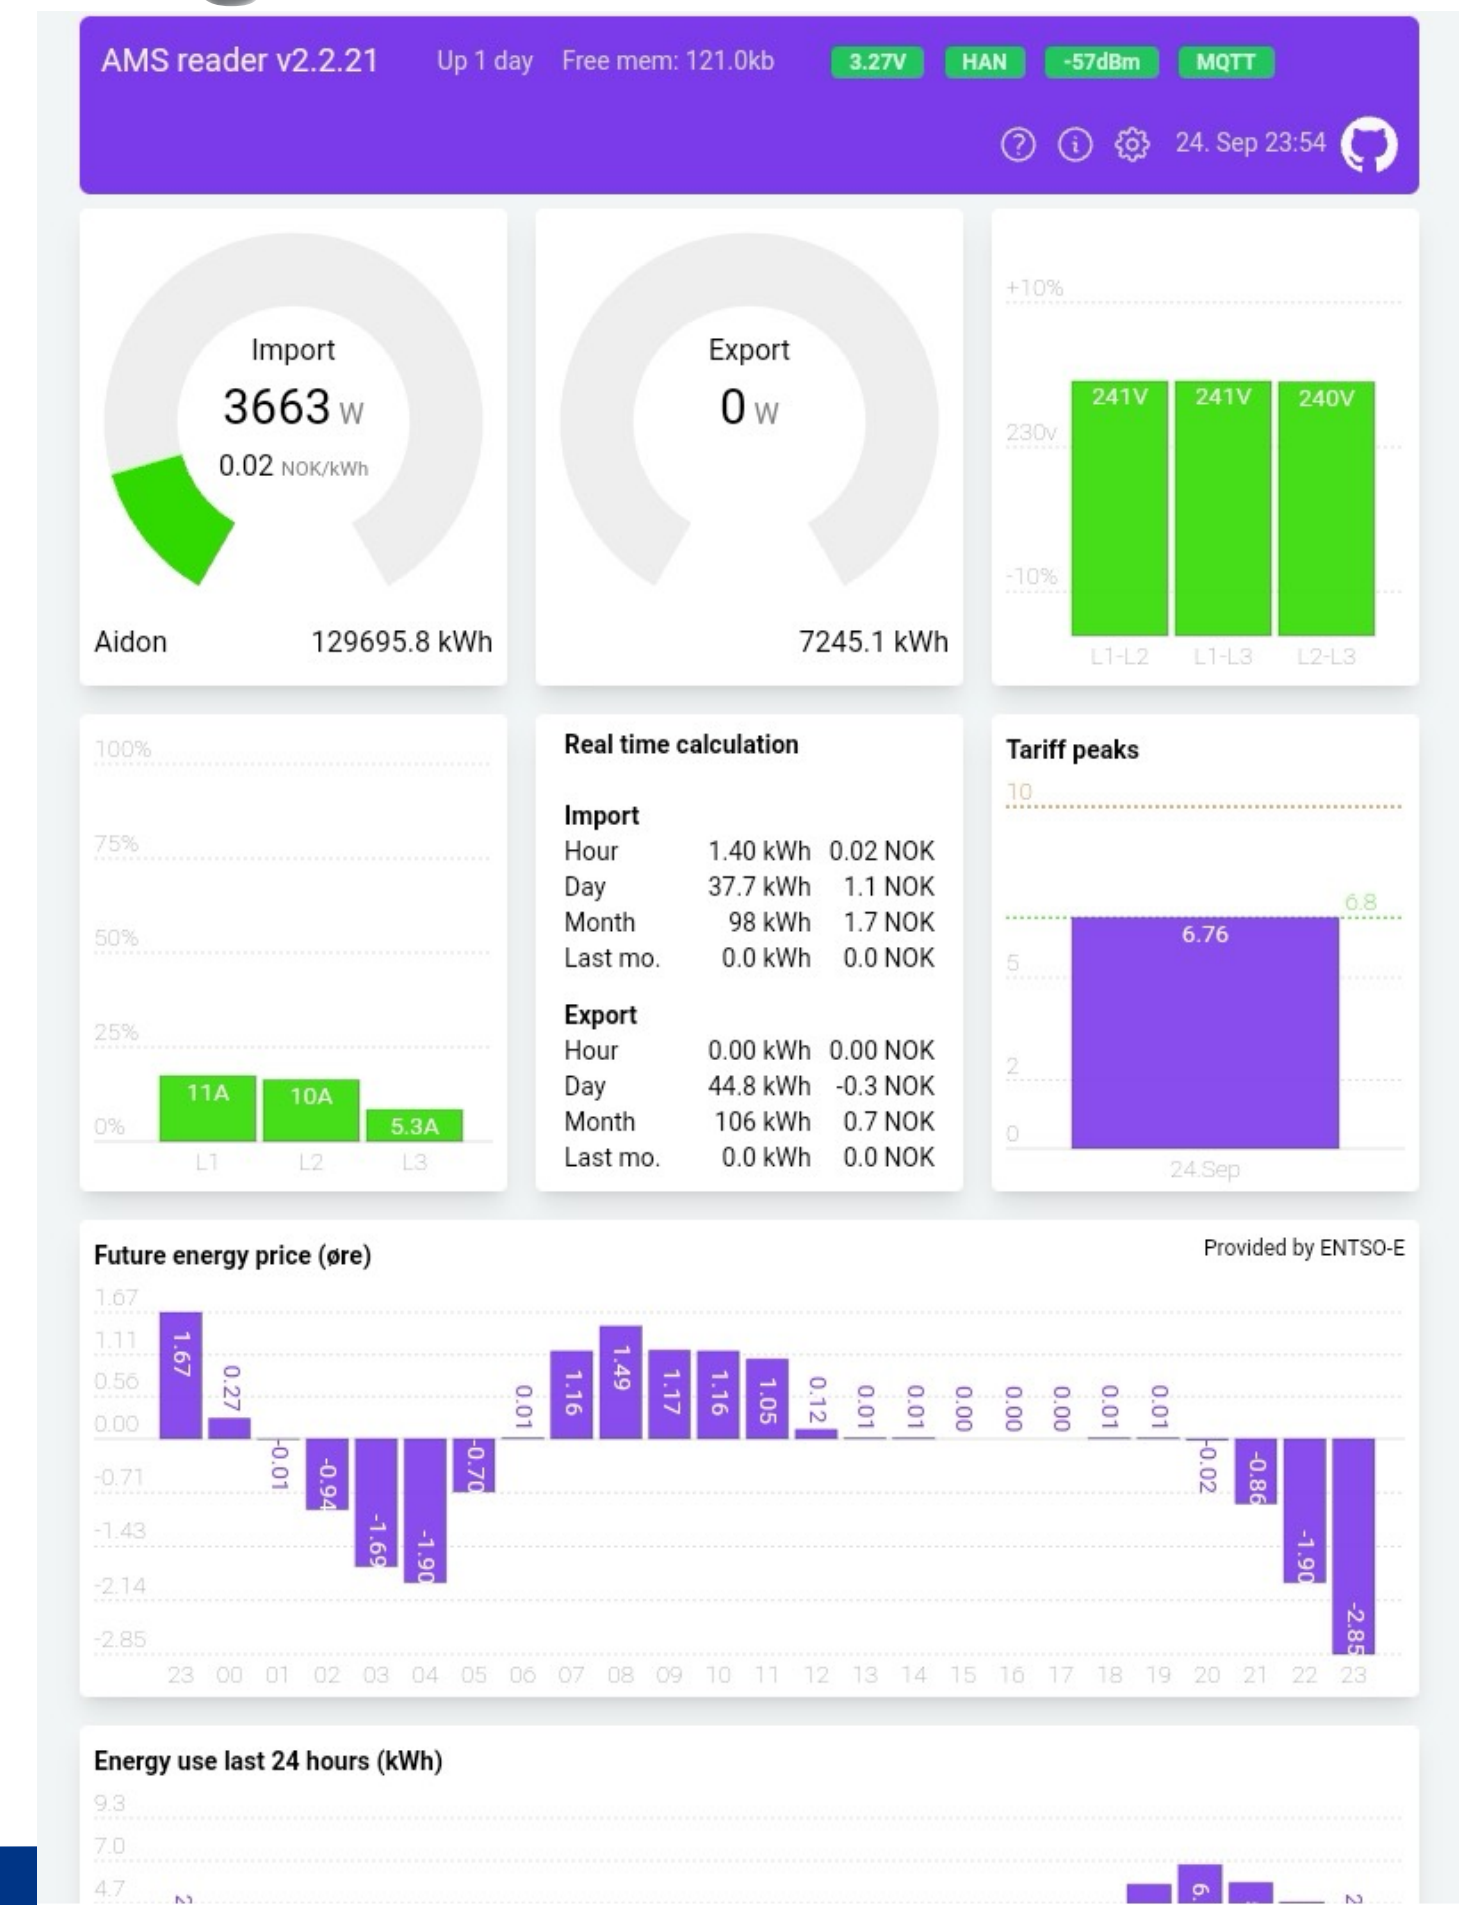 AMS reader v2.2.21 Up 1 day Free mem: 121.0kb 3.27V HAN -57dBm MQTT
24. Sep 23:54
Import
3663 W
0.02 NOK/kWh
Aidon 129695.8 kWh
Export
0 W
7245.1 kWh
+10%
230v
-10%
241V 241V 240V
L1-L2 L1-L3 L2-L3
100%
75%
50%
25%
0%
11A 10A 5.3A
L1 L2 L3
Real time calculation
Import
Hour 1.40 kWh 0.02 NOK
Day 37.7 kWh 1.1 NOK
Month 98 kWh 1.7 NOK
Last mo. 0.0 kWh 0.0 NOK
Export
Hour 0.00 kWh 0.00 NOK
Day 44.8 kWh -0.3 NOK
Month 106 kWh 0.7 NOK
Last mo. 0.0 kWh 0.0 NOK
Tariff peaks
10
6.8
6.76
5
2
0
24.Sep
Future energy price (øre) Provided by ENTSO-E
1.67
1.11
0.56
0.00
-0.71
-1.43
-2.14
-2.85
1.67 0.27 -0.01 -0.94 -1.69 -1.90 -0.70 0.01 1.16 1.49 1.17 1.16 1.05 0.12 0.01 0.01 0.00 0.00 0.00 0.01 0.01 -0.02 -0.86 -1.90 -2.85
23 00 01 02 03 04 05 06 07 08 09 10 11 12 13 14 15 16 17 18 19 20 21 22 23
Energy use last 24 hours (kWh)
9.3
7.0
4.7